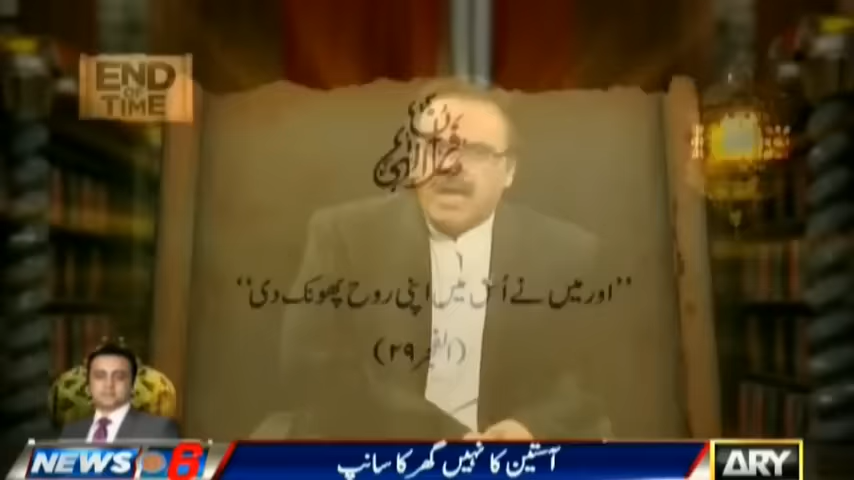 END
OF
TIME
"اور میں نے اُس میں اپنی روح پھونک دی"
۲۹)
NEWS @ 8
آستین کا نہیں گھر کا سانپ
ARY